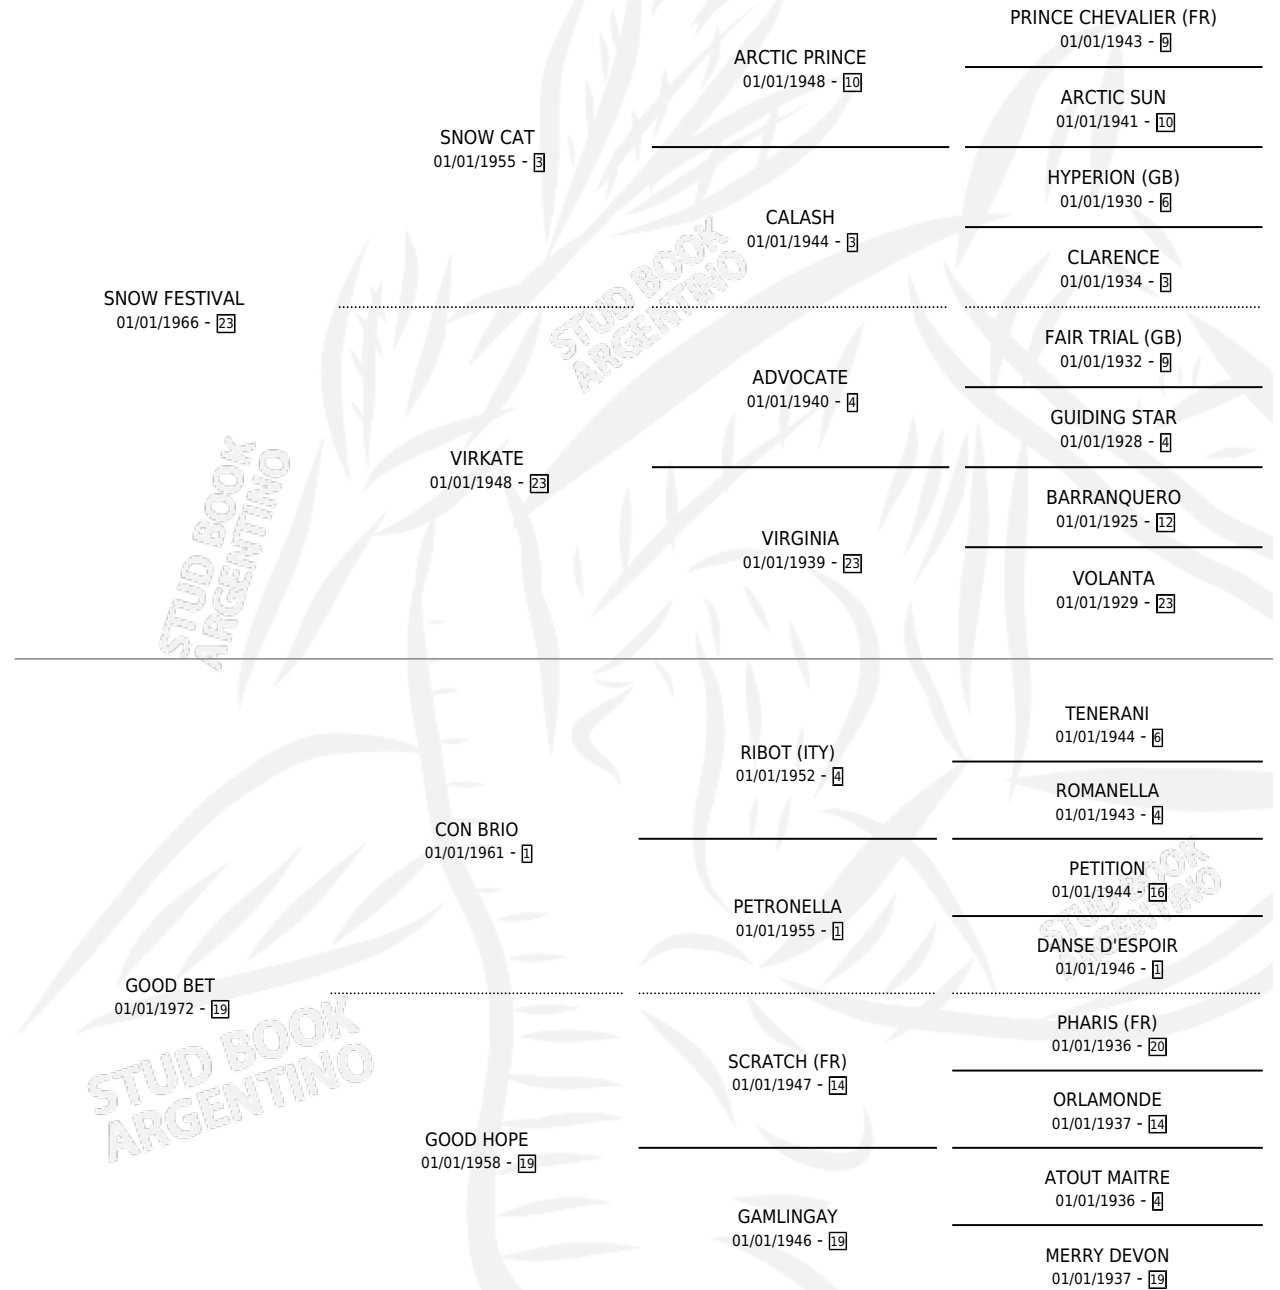 PRINCE CHEVALIER (FR)
01/01/1943 - 9
ARCTIC PRINCE
01/01/1948 - 10
ARCTIC SUN
01/01/1941 - 10
SNOW CAT
01/01/1955 - 3
HYPERION (GB)
01/01/1930 - 6
CALASH
01/01/1944 - 3
CLARENCE
01/01/1934 - 3
SNOW FESTIVAL
01/01/1966 - 23
STUD BOOK
ARGENTINO
FAIR TRIAL (GB)
01/01/1932 - 9
ADVOCATE
01/01/1940 - 4
GUIDING STAR
01/01/1928 - 4
VIRKATE
01/01/1948 - 23
BARRANQUERO
01/01/1925 - 12
VIRGINIA
01/01/1939 - 23
VOLANTA
01/01/1929 - 23
STUD BOOK
ARGENTINO
TENERANI
01/01/1944 - 6
RIBOT (ITY)
01/01/1952 - 4
ROMANELLA
01/01/1943 - 4
CON BRIO
01/01/1961 - 1
PETITION
01/01/1944 - 16
PETRONELLA
01/01/1955 - 1
DANSE D'ESPOIR
01/01/1946 - 1
STUD BOOK
ARGENTINO
GOOD BET
01/01/1972 - 19
PHARIS (FR)
01/01/1936 - 20
SCRATCH (FR)
01/01/1947 - 14
ORLAMONDE
01/01/1937 - 14
STUD BOOK
ARGENTINO
GOOD HOPE
01/01/1958 - 19
ATOUT MAITRE
01/01/1936 - 4
GAMLINGAY
01/01/1946 - 19
MERRY DEVON
01/01/1937 - 19